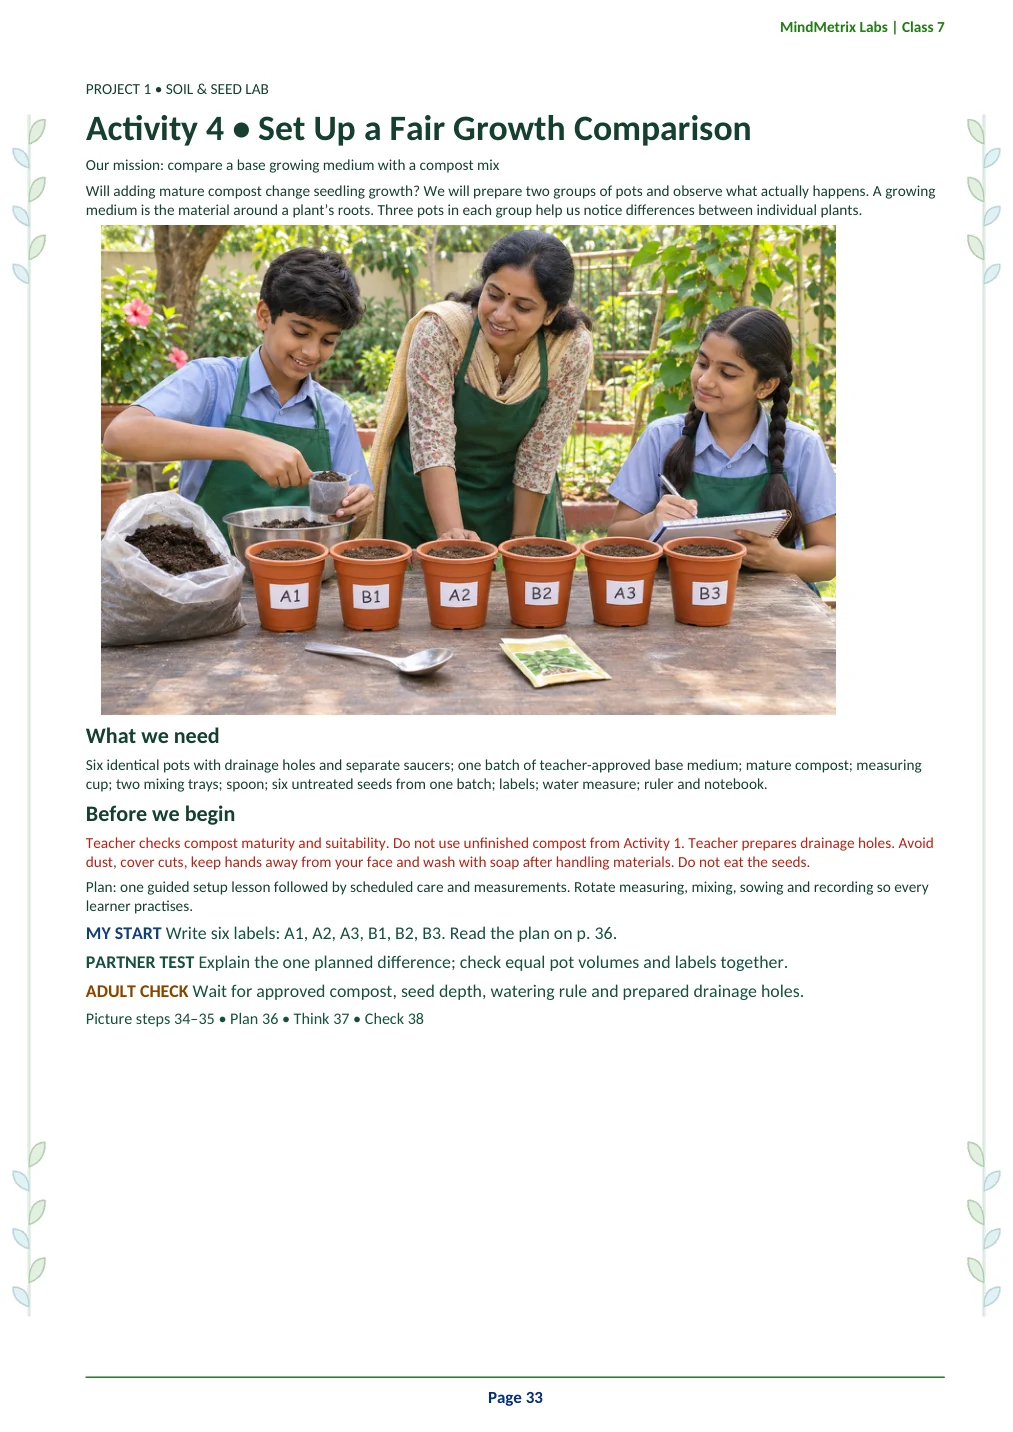 MindMetrix Labs | Class 7
PROJECT 1 • SOIL & SEED LAB
Activity 4 • Set Up a Fair Growth Comparison
Our mission: compare a base growing medium with a compost mix
Will adding mature compost change seedling growth? We will prepare two groups of pots and observe what actually happens. A growing
medium is the material around a plant's roots. Three pots in each group help us notice differences between individual plants.
A1 B1 A2 B2 A3 B3
What we need
Six identical pots with drainage holes and separate saucers; one batch of teacher-approved base medium; mature compost; measuring
cup; two mixing trays; spoon; six untreated seeds from one batch; labels; water measure; ruler and notebook.
Before we begin
Teacher checks compost maturity and suitability. Do not use unfinished compost from Activity 1. Teacher prepares drainage holes. Avoid
dust, cover cuts, keep hands away from your face and wash with soap after handling materials. Do not eat the seeds.
Plan: one guided setup lesson followed by scheduled care and measurements. Rotate measuring, mixing, sowing and recording so every
learner practises.
MY START Write six labels: A1, A2, A3, B1, B2, B3. Read the plan on p. 36.
PARTNER TEST Explain the one planned difference; check equal pot volumes and labels together.
ADULT CHECK Wait for approved compost, seed depth, watering rule and prepared drainage holes.
Picture steps 34–35 • Plan 36 • Think 37 • Check 38
Page 33